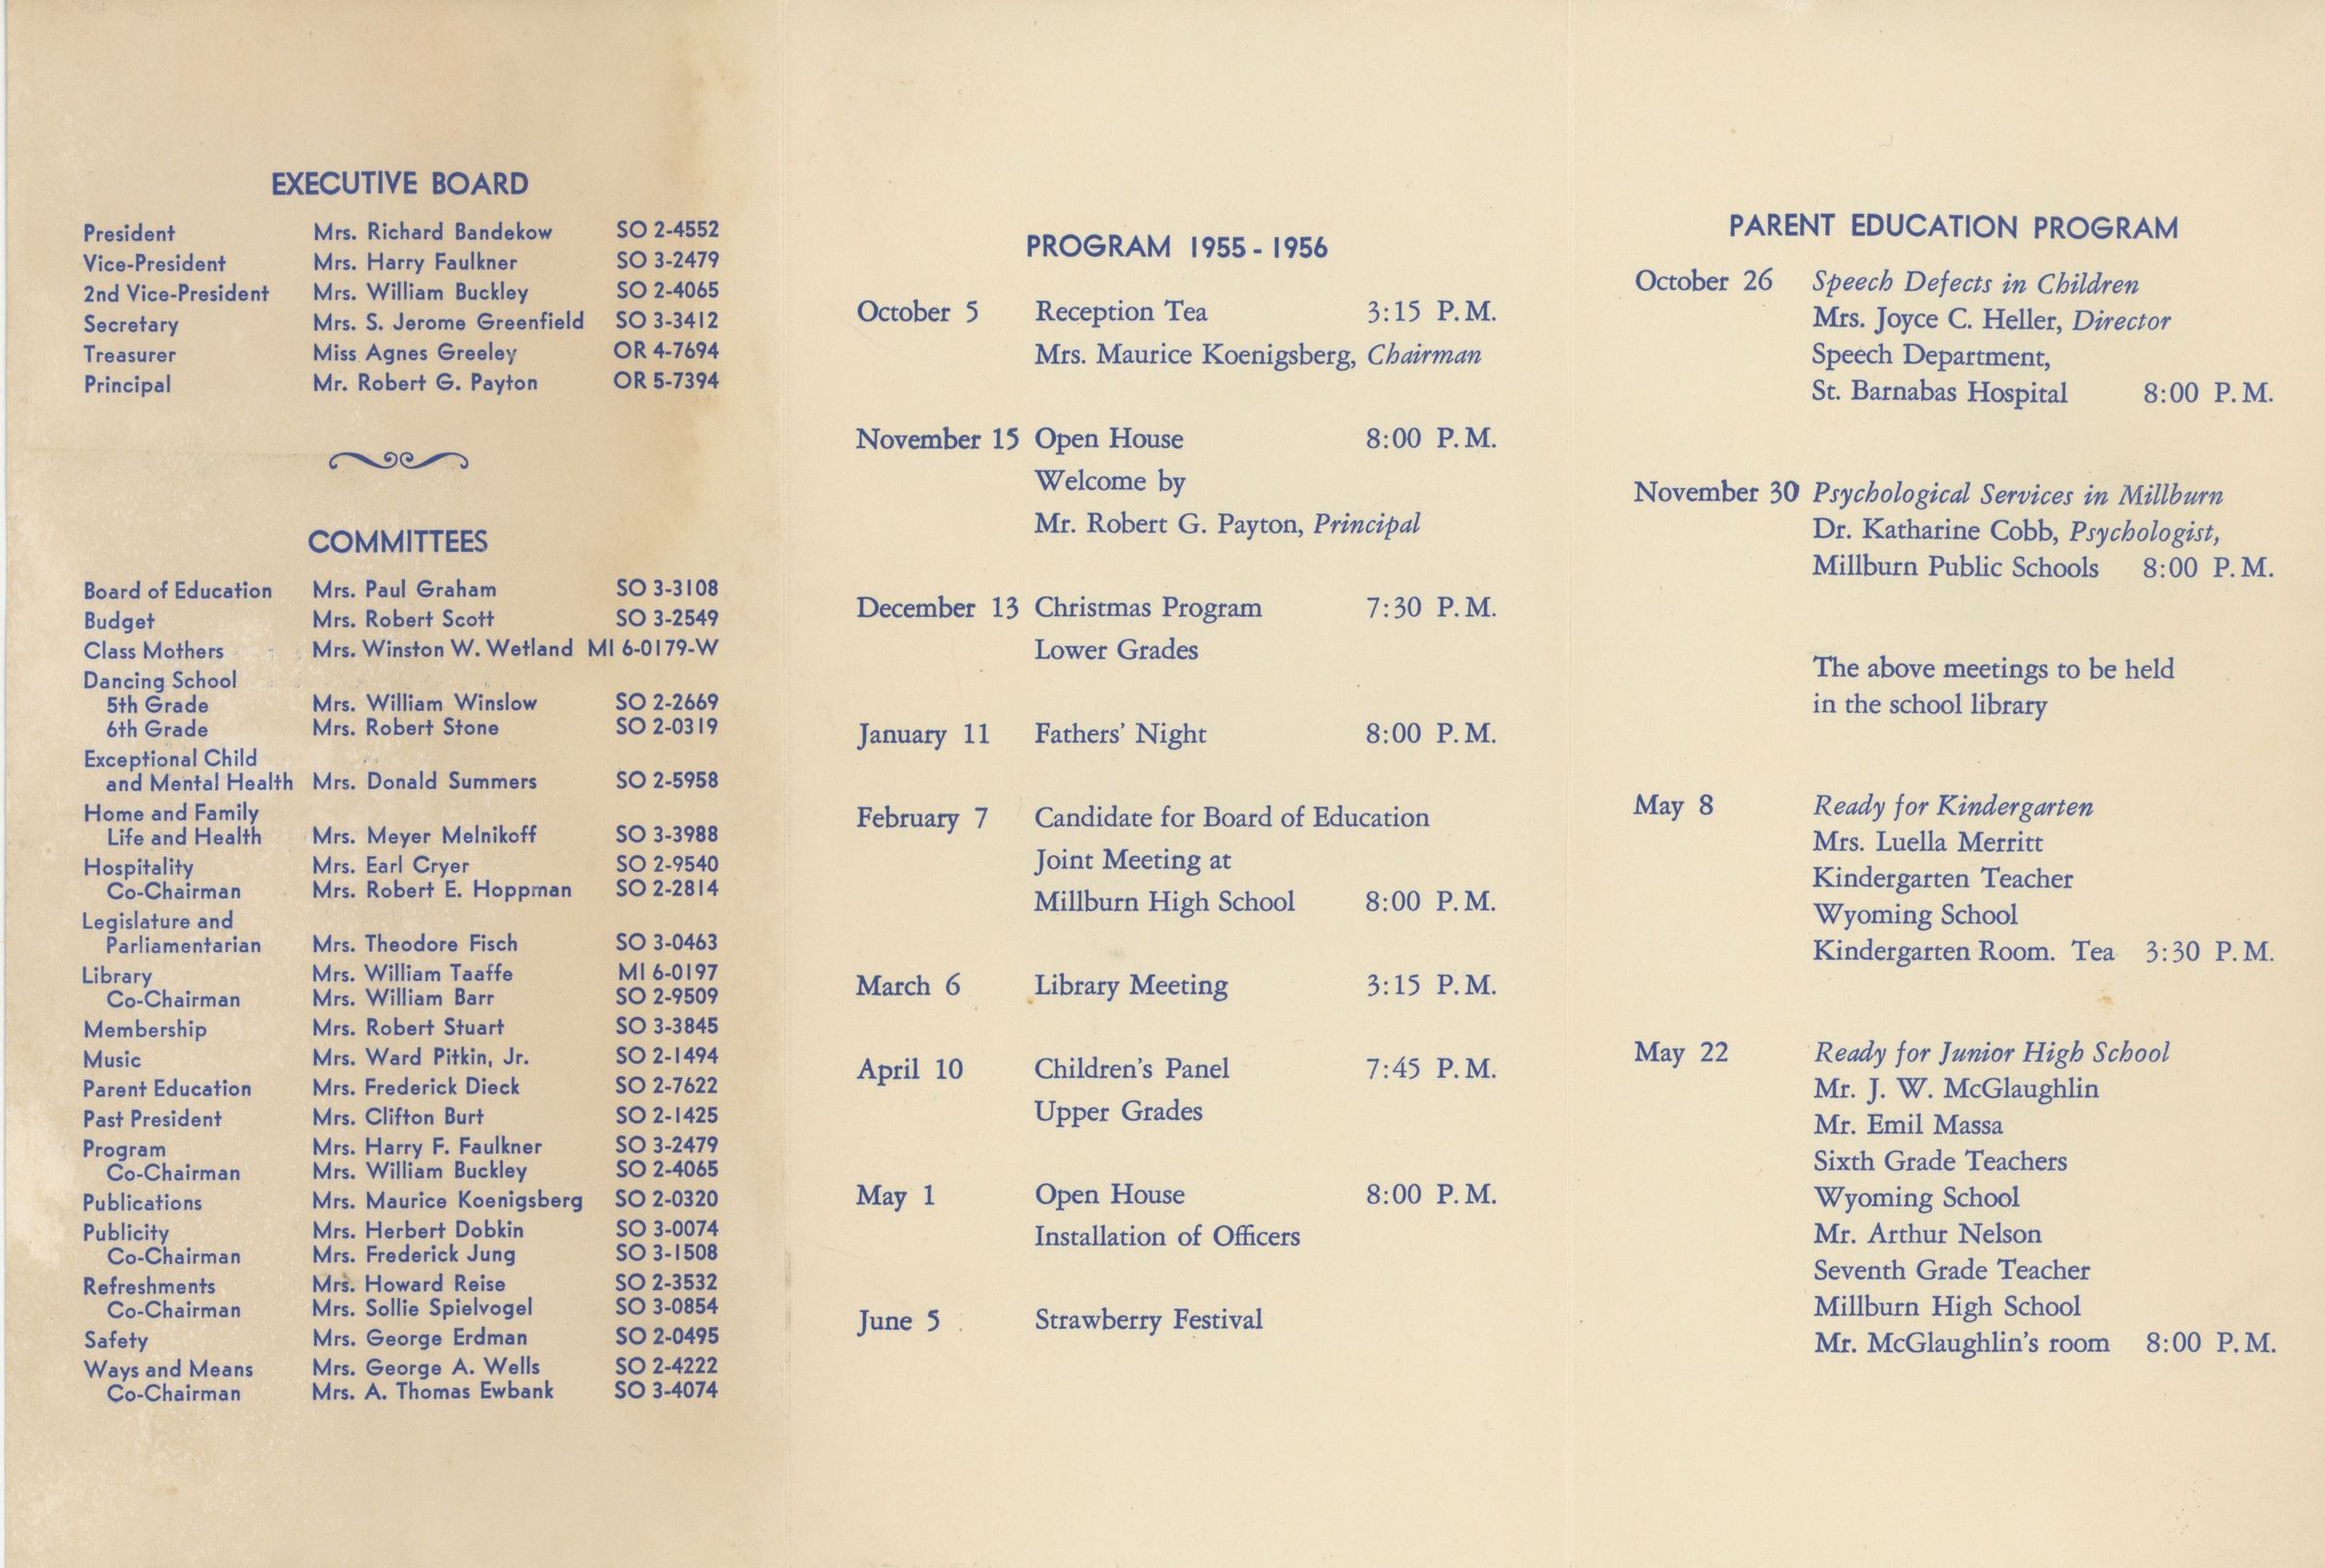 EXECUTIVE BOARD
President Mrs. Richard Bandekow SO 2-4552
Vice-President Mrs. Harry Faulkner SO 3-2479
2nd Vice-President Mrs. William Buckley SO 2-4065
Secretary Mrs. S. Jerome Greenfield SO 3-3412
Treasurer Miss Agnes Greeley OR 4-7694
Principal Mr. Robert G. Payton OR 5-7394
COMMITTEES
Board of Education Mrs. Paul Graham SO 3-3108
Budget Mrs. Robert Scott SO 3-2549
Class Mothers Mrs. Winston W. Wetland MI 6-0179-W
Dancing School
5th Grade Mrs. William Winslow SO 2-2669
6th Grade Mrs. Robert Stone SO 2-0319
Exceptional Child
and Mental Health Mrs. Donald Summers SO 2-5958
Home and Family
Life and Health Mrs. Meyer Melnikoff SO 3-3988
Hospitality Mrs. Earl Cryer SO 2-9540
Co-Chairman Mrs. Robert E. Hoppman SO 2-2814
Legislature and
Parliamentarian Mrs. Theodore Fisch SO 3-0463
Library Mrs. William Taaffe MI 6-0197
Co-Chairman Mrs. William Barr SO 2-9509
Membership Mrs. Robert Stuart SO 3-3845
Music Mrs. Ward Pitkin, Jr. SO 2-1494
Parent Education Mrs. Frederick Dieck SO 2-7622
Past President Mrs. Clifton Burt SO 2-1425
Program Mrs. Harry F. Faulkner SO 3-2479
Co-Chairman Mrs. William Buckley SO 2-4065
Publications Mrs. Maurice Koenigsberg SO 2-0320
Publicity Mrs. Herbert Dobkin SO 3-0074
Co-Chairman Mrs. Frederick Jung SO 3-1508
Refreshments Mrs. Howard Reise SO 2-3532
Co-Chairman Mrs. Sollie Spielvogel SO 3-0854
Safety Mrs. George Erdman SO 2-0495
Ways and Means Mrs. George A. Wells SO 2-4222
Co-Chairman Mrs. A. Thomas Ewbank SO 3-4074
PROGRAM 1955 - 1956
October 5 Reception Tea 3:15 P.M.
Mrs. Maurice Koenigsberg, Chairman
November 15 Open House 8:00 P.M.
Welcome by
Mr. Robert G. Payton, Principal
December 13 Christmas Program 7:30 P.M.
Lower Grades
January 11 Fathers' Night 8:00 P.M.
February 7 Candidate for Board of Education
Joint Meeting at
Millburn High School 8:00 P.M.
March 6 Library Meeting 3:15 P.M.
April 10 Children's Panel 7:45 P.M.
Upper Grades
May 1 Open House 8:00 P.M.
Installation of Officers
June 5 Strawberry Festival
PARENT EDUCATION PROGRAM
October 26 Speech Defects in Children
Mrs. Joyce C. Heller, Director
Speech Department,
St. Barnabas Hospital 8:00 P.M.
November 30 Psychological Services in Millburn
Dr. Katharine Cobb, Psychologist,
Millburn Public Schools 8:00 P.M.
The above meetings to be held
in the school library
May 8 Ready for Kindergarten
Mrs. Luella Merritt
Kindergarten Teacher
Wyoming School
Kindergarten Room. Tea 3:30 P.M.
May 22 Ready for Junior High School
Mr. J. W. McGlaughlin
Mr. Emil Massa
Sixth Grade Teachers
Wyoming School
Mr. Arthur Nelson
Seventh Grade Teacher
Millburn High School
Mr. McGlaughlin's room 8:00 P.M.